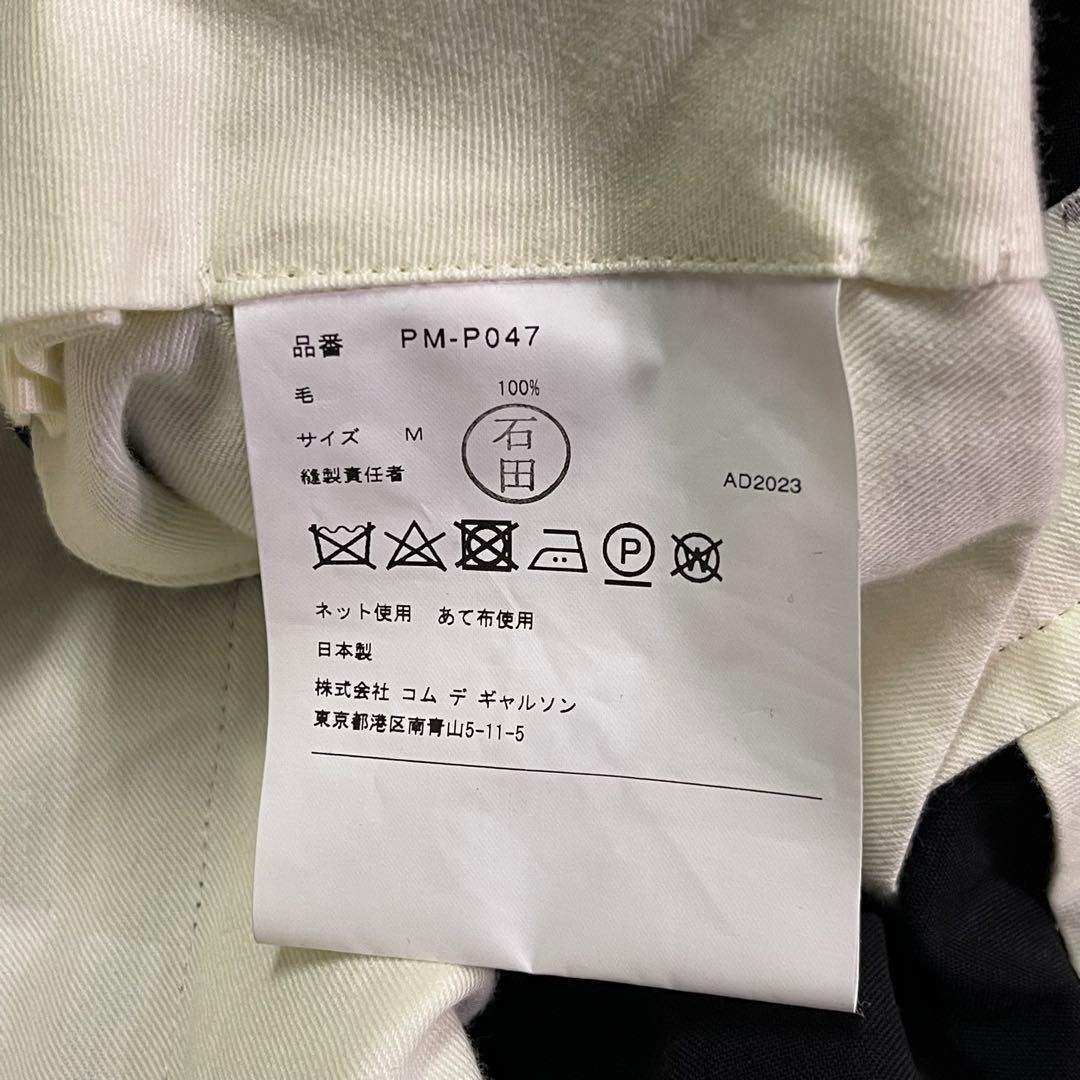 品番 PM-P047
毛 100%
サイズ M
石田
縫製責任者
AD2023
P W
ネット使用 あて布使用
日本製
株式会社 コム デ ギャルソン
東京都港区南青山5-11-5